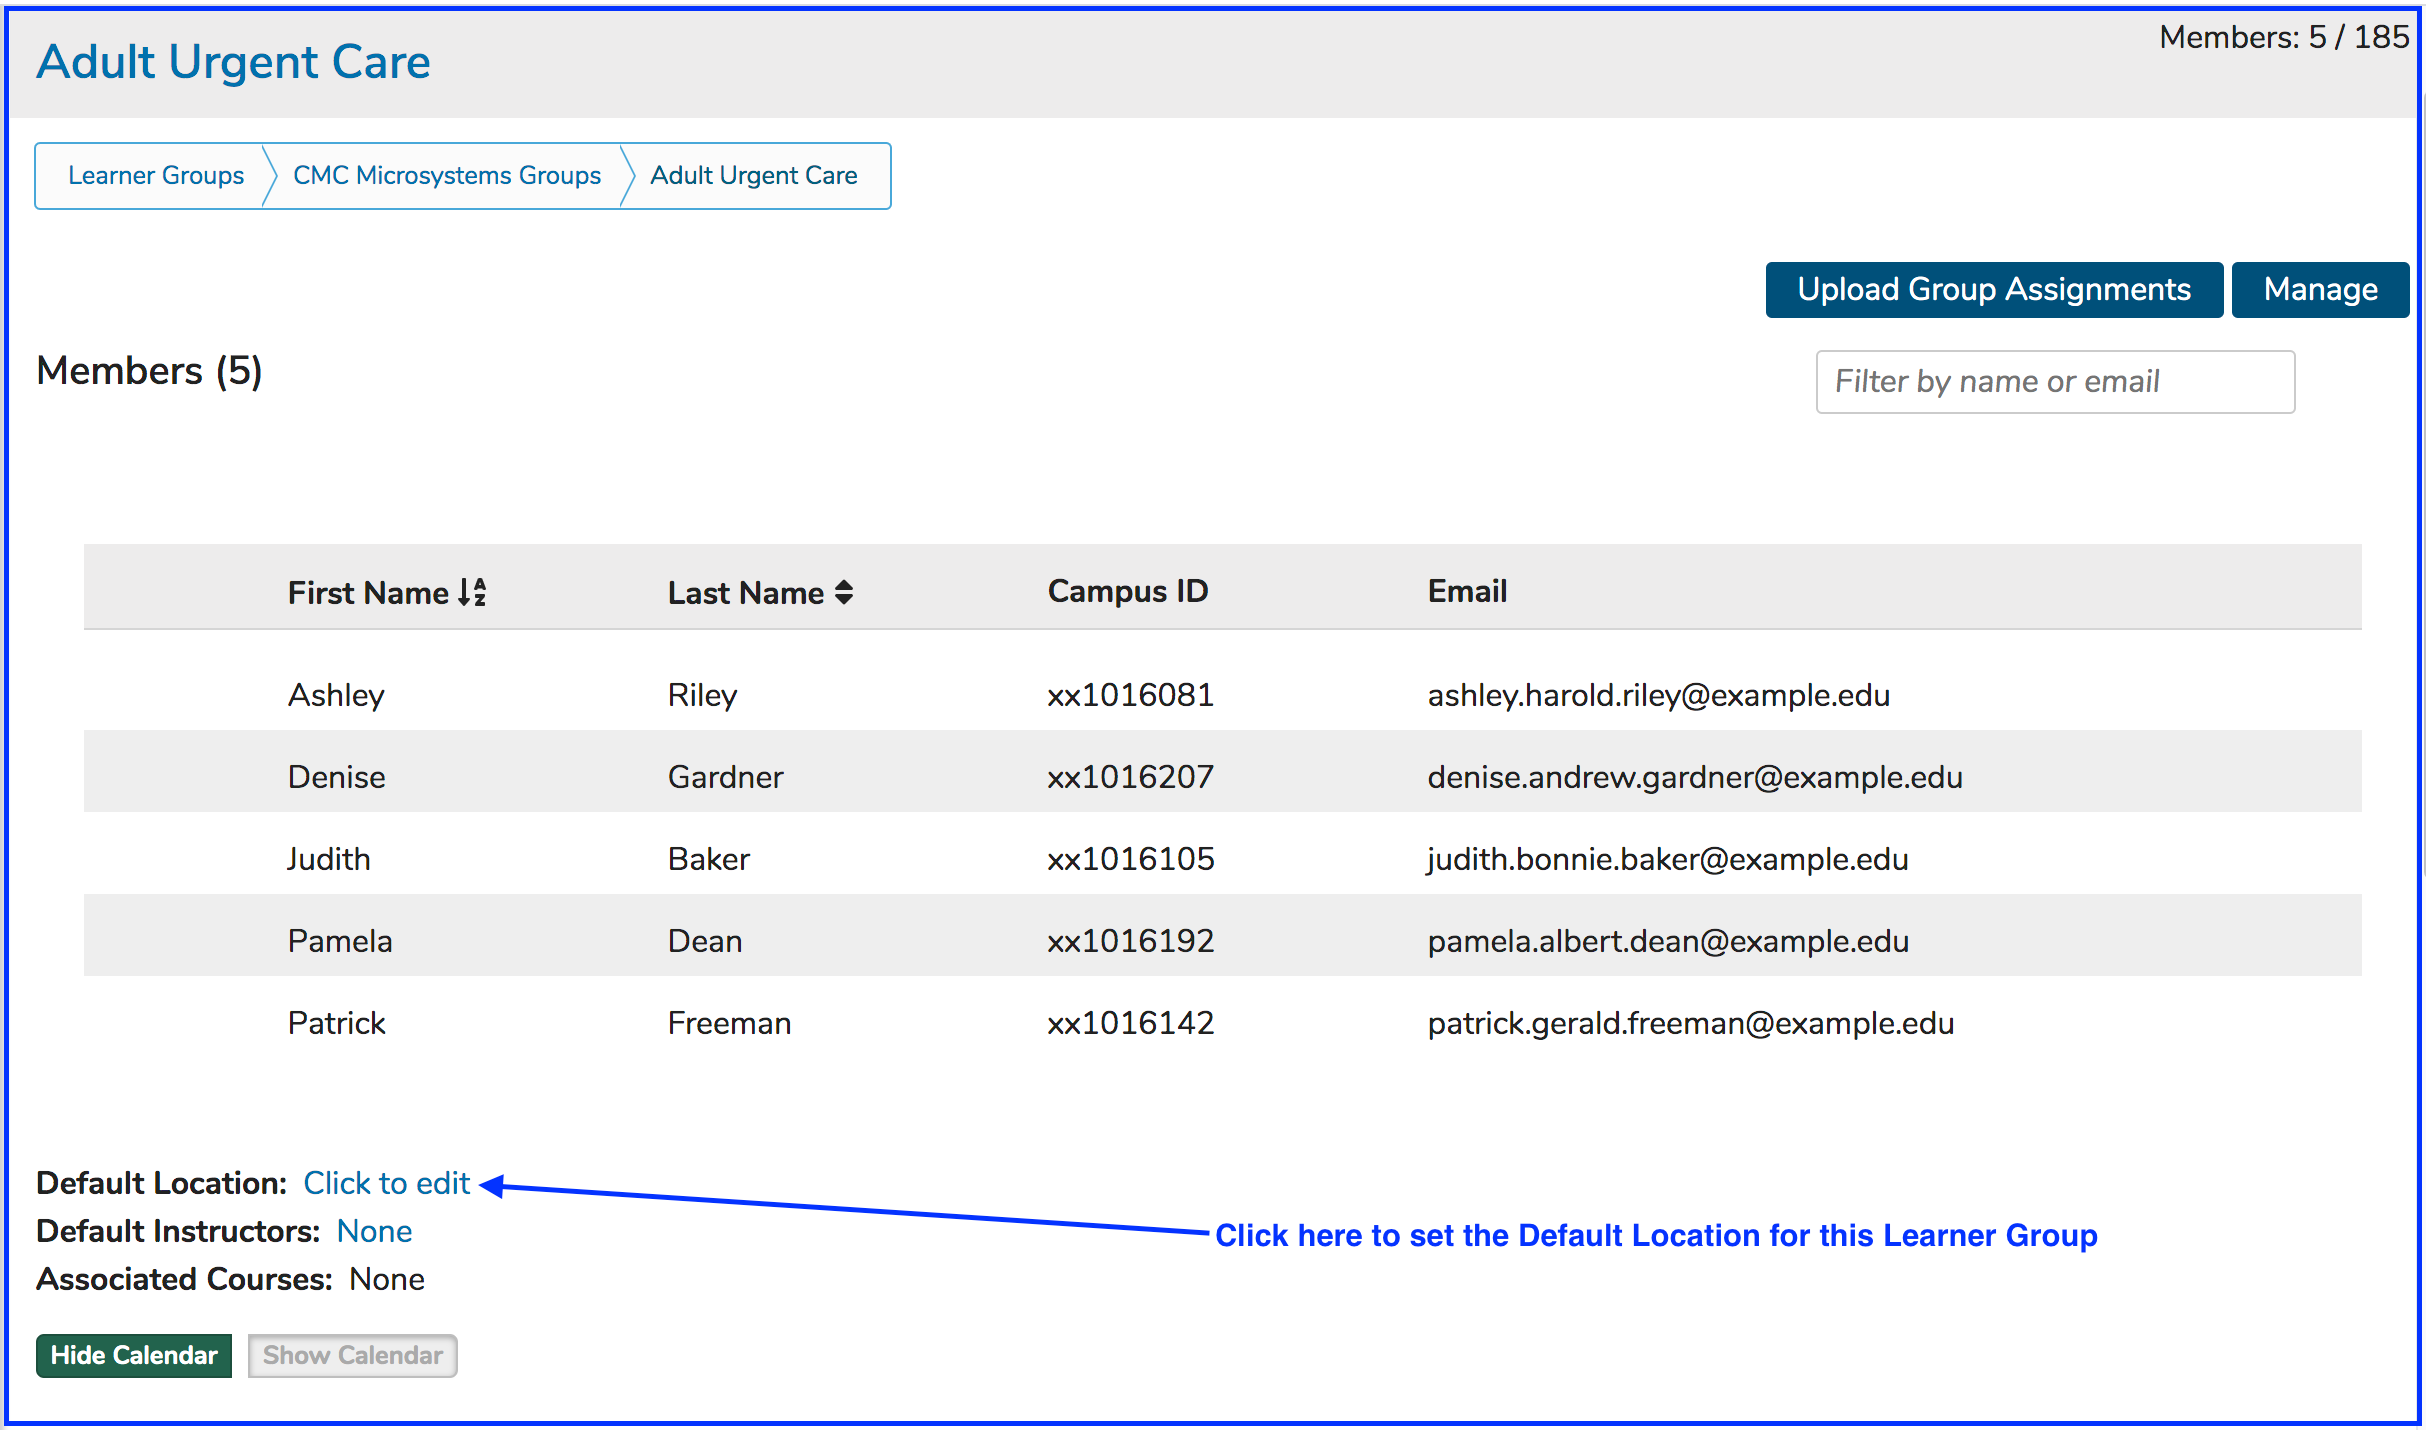 Adult Urgent Care
Members: 5 / 185
Learner Groups
CMC Microsystems Groups
Adult Urgent Care
Upload Group Assignments
Manage
Members (5)
Filter by name or email
First Name
Last Name
Campus ID
Email
Ashley Riley xx1016081 ashley.harold.riley@example.edu
Denise Gardner xx1016207 denise.andrew.gardner@example.edu
Judith Baker xx1016105 judith.bonnie.baker@example.edu
Pamela Dean xx1016192 pamela.albert.dean@example.edu
Patrick Freeman xx1016142 patrick.gerald.freeman@example.edu
Default Location: Click to edit
Click here to set the Default Location for this Learner Group
Default Instructors: None
Associated Courses: None
Hide Calendar
Show Calendar